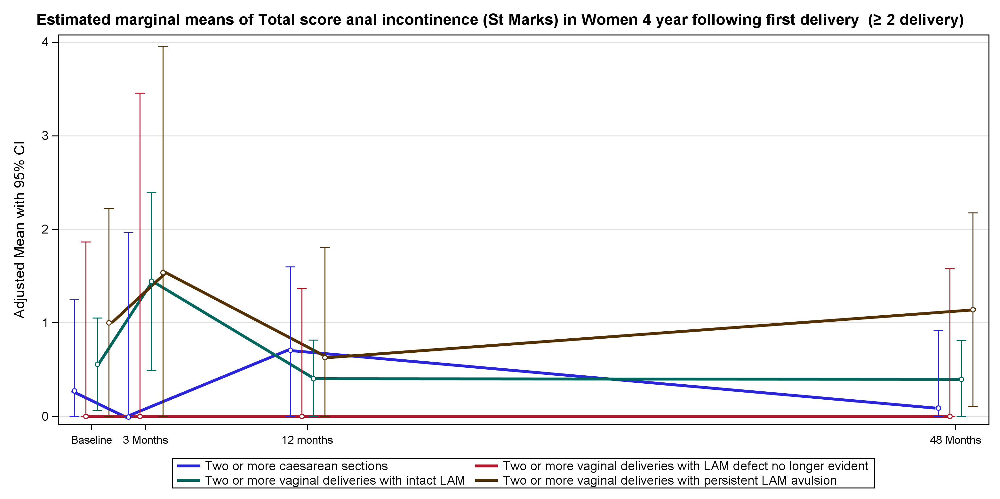 Estimated marginal means of Total score anal incontinence (St Marks) in Women 4 year following first delivery (≥ 2 delivery)
Adjusted Mean with 95% CI
4
3
2
1
0
Baseline 3 Months 12 months 48 Months
Two or more caesarean sections Two or more vaginal deliveries with LAM defect no longer evident
Two or more vaginal deliveries with intact LAM Two or more vaginal deliveries with persistent LAM avulsion